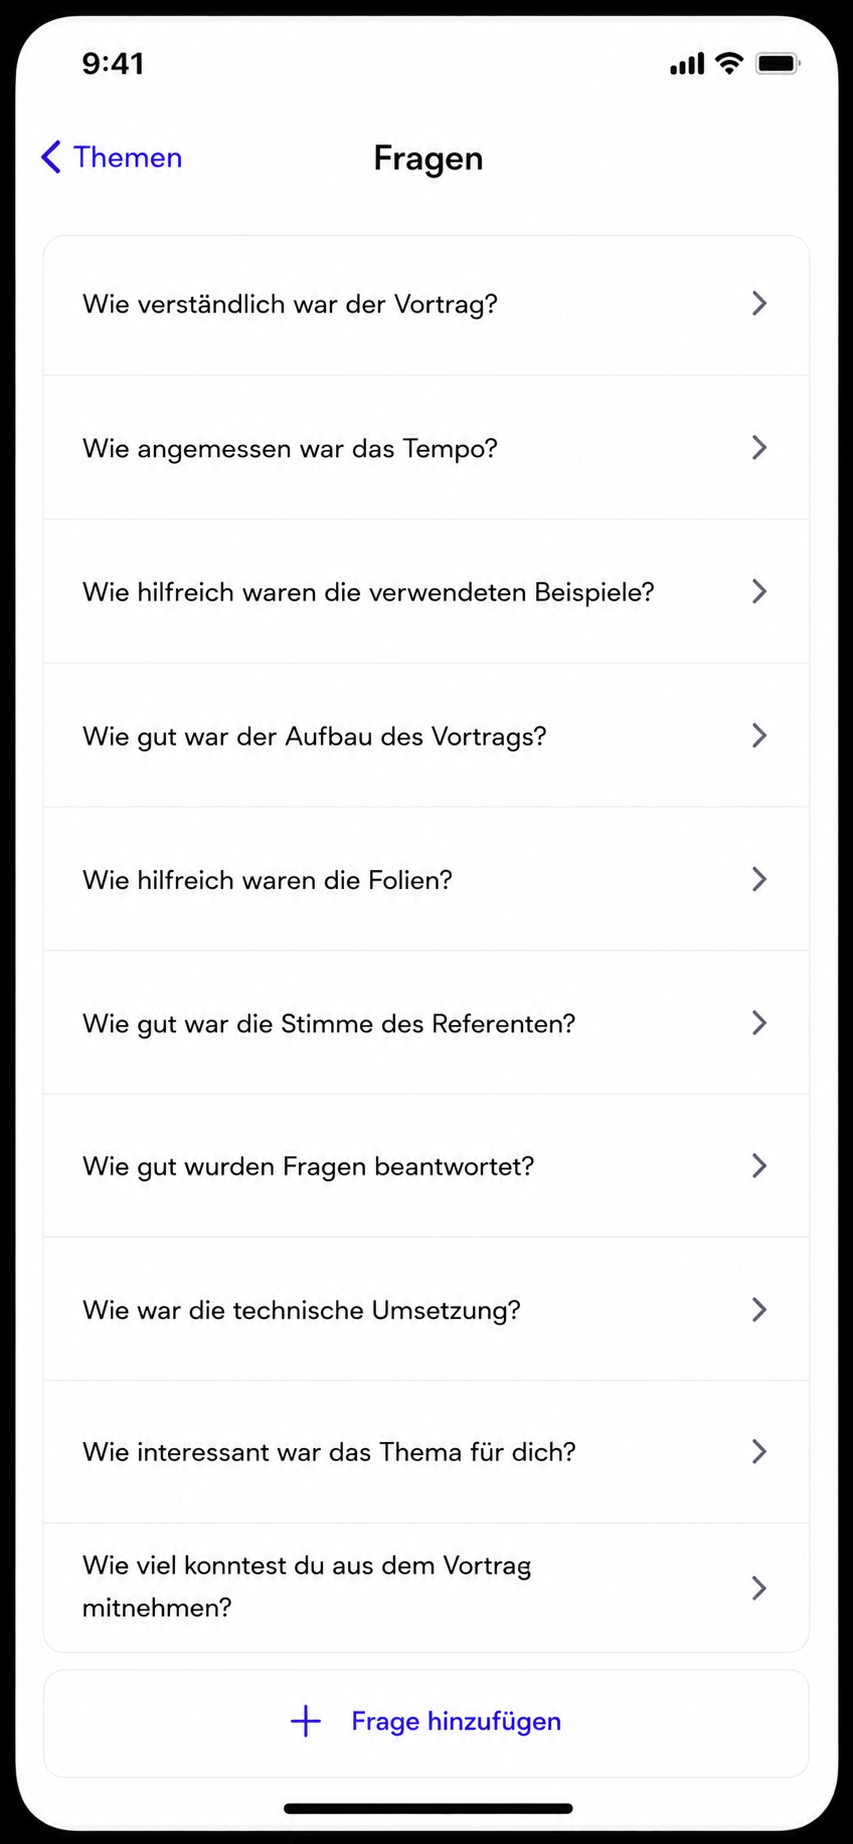 9:41
Themen
Fragen
Wie verständlich war der Vortrag?
Wie angemessen war das Tempo?
Wie hilfreich waren die verwendeten Beispiele?
Wie gut war der Aufbau des Vortrags?
Wie hilfreich waren die Folien?
Wie gut war die Stimme des Referenten?
Wie gut wurden Fragen beantwortet?
Wie war die technische Umsetzung?
Wie interessant war das Thema für dich?
Wie viel konntest du aus dem Vortrag
mitnehmen?
Frage hinzufügen